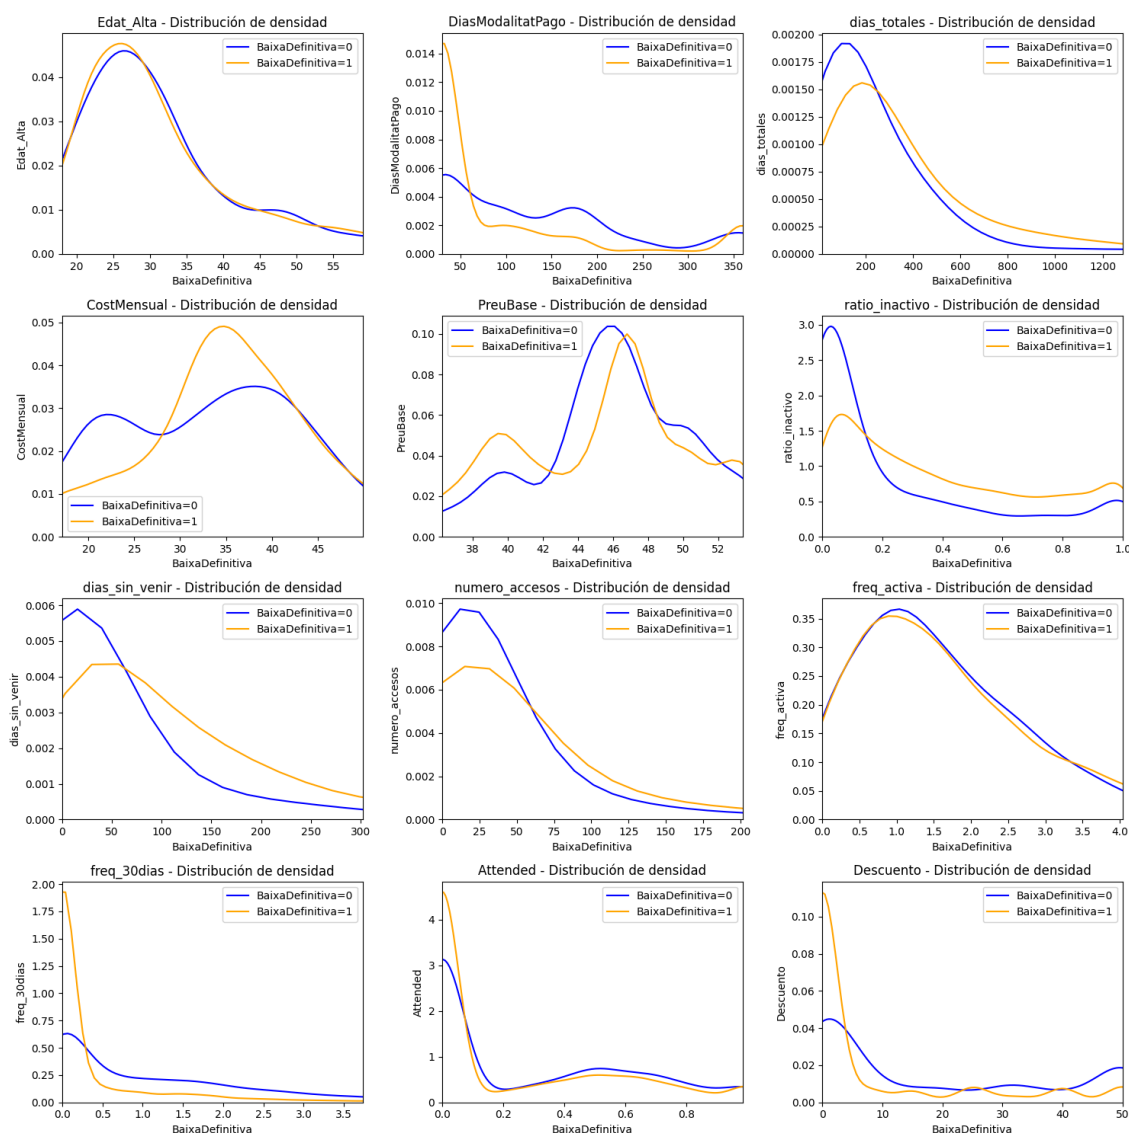 Edat_Alta - Distribución de densidad
BaixaDefinitiva=0
BaixaDefinitiva=1
0.04
0.03
0.02
0.01
0.00
Edat_Alta
20 25 30 35 40 45 50 55
BaixaDefinitiva
DiasModalitatPago - Distribución de densidad
BaixaDefinitiva=0
BaixaDefinitiva=1
0.014
0.012
0.010
0.008
0.006
0.004
0.002
0.000
DiasModalitatPago
50 100 150 200 250 300 350
BaixaDefinitiva
dias_totales - Distribución de densidad
BaixaDefinitiva=0
BaixaDefinitiva=1
0.00200
0.00175
0.00150
0.00125
0.00100
0.00075
0.00050
0.00025
0.00000
dias_totales
200 400 600 800 1000 1200
BaixaDefinitiva
CostMensual - Distribución de densidad
0.05
0.04
0.03
0.02
0.01
0.00
CostMensual
BaixaDefinitiva=0
BaixaDefinitiva=1
20 25 30 35 40 45
BaixaDefinitiva
PreuBase - Distribución de densidad
BaixaDefinitiva=0
BaixaDefinitiva=1
0.10
0.08
0.06
0.04
0.02
0.00
PreuBase
38 40 42 44 46 48 50 52
BaixaDefinitiva
ratio_inactivo - Distribución de densidad
BaixaDefinitiva=0
BaixaDefinitiva=1
3.0
2.5
2.0
1.5
1.0
0.5
0.0
ratio_inactivo
0.0 0.2 0.4 0.6 0.8 1.0
BaixaDefinitiva
dias_sin_venir - Distribución de densidad
BaixaDefinitiva=0
BaixaDefinitiva=1
0.006
0.005
0.004
0.003
0.002
0.001
0.000
dias_sin_venir
0 50 100 150 200 250 300
BaixaDefinitiva
numero_accesos - Distribución de densidad
BaixaDefinitiva=0
BaixaDefinitiva=1
0.010
0.008
0.006
0.004
0.002
0.000
numero_accesos
0 25 50 75 100 125 150 175 200
BaixaDefinitiva
freq_activa - Distribución de densidad
BaixaDefinitiva=0
BaixaDefinitiva=1
0.35
0.30
0.25
0.20
0.15
0.10
0.05
0.00
freq_activa
0.0 0.5 1.0 1.5 2.0 2.5 3.0 3.5 4.0
BaixaDefinitiva
freq_30dias - Distribución de densidad
BaixaDefinitiva=0
BaixaDefinitiva=1
2.00
1.75
1.50
1.25
1.00
0.75
0.50
0.25
0.00
freq_30dias
0.0 0.5 1.0 1.5 2.0 2.5 3.0 3.5
BaixaDefinitiva
Attended - Distribución de densidad
BaixaDefinitiva=0
BaixaDefinitiva=1
4
3
2
1
0
Attended
0.0 0.2 0.4 0.6 0.8
BaixaDefinitiva
Descuento - Distribución de densidad
BaixaDefinitiva=0
BaixaDefinitiva=1
0.10
0.08
0.06
0.04
0.02
0.00
Descuento
0 10 20 30 40 50
BaixaDefinitiva